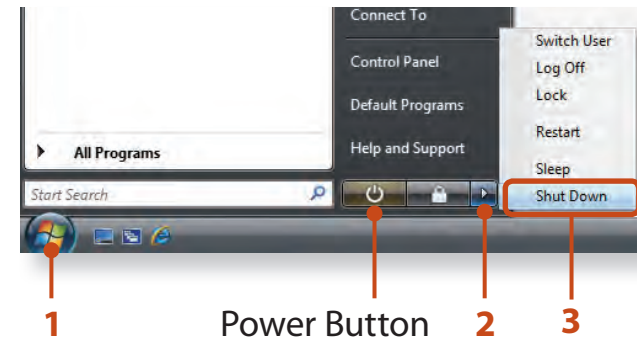 Connect To
Control Panel
Default Programs
Help and Support
All Programs
Start Search
Switch User
Log Off
Lock
Restart
Sleep
Shut Down
1
Power Button
2
3